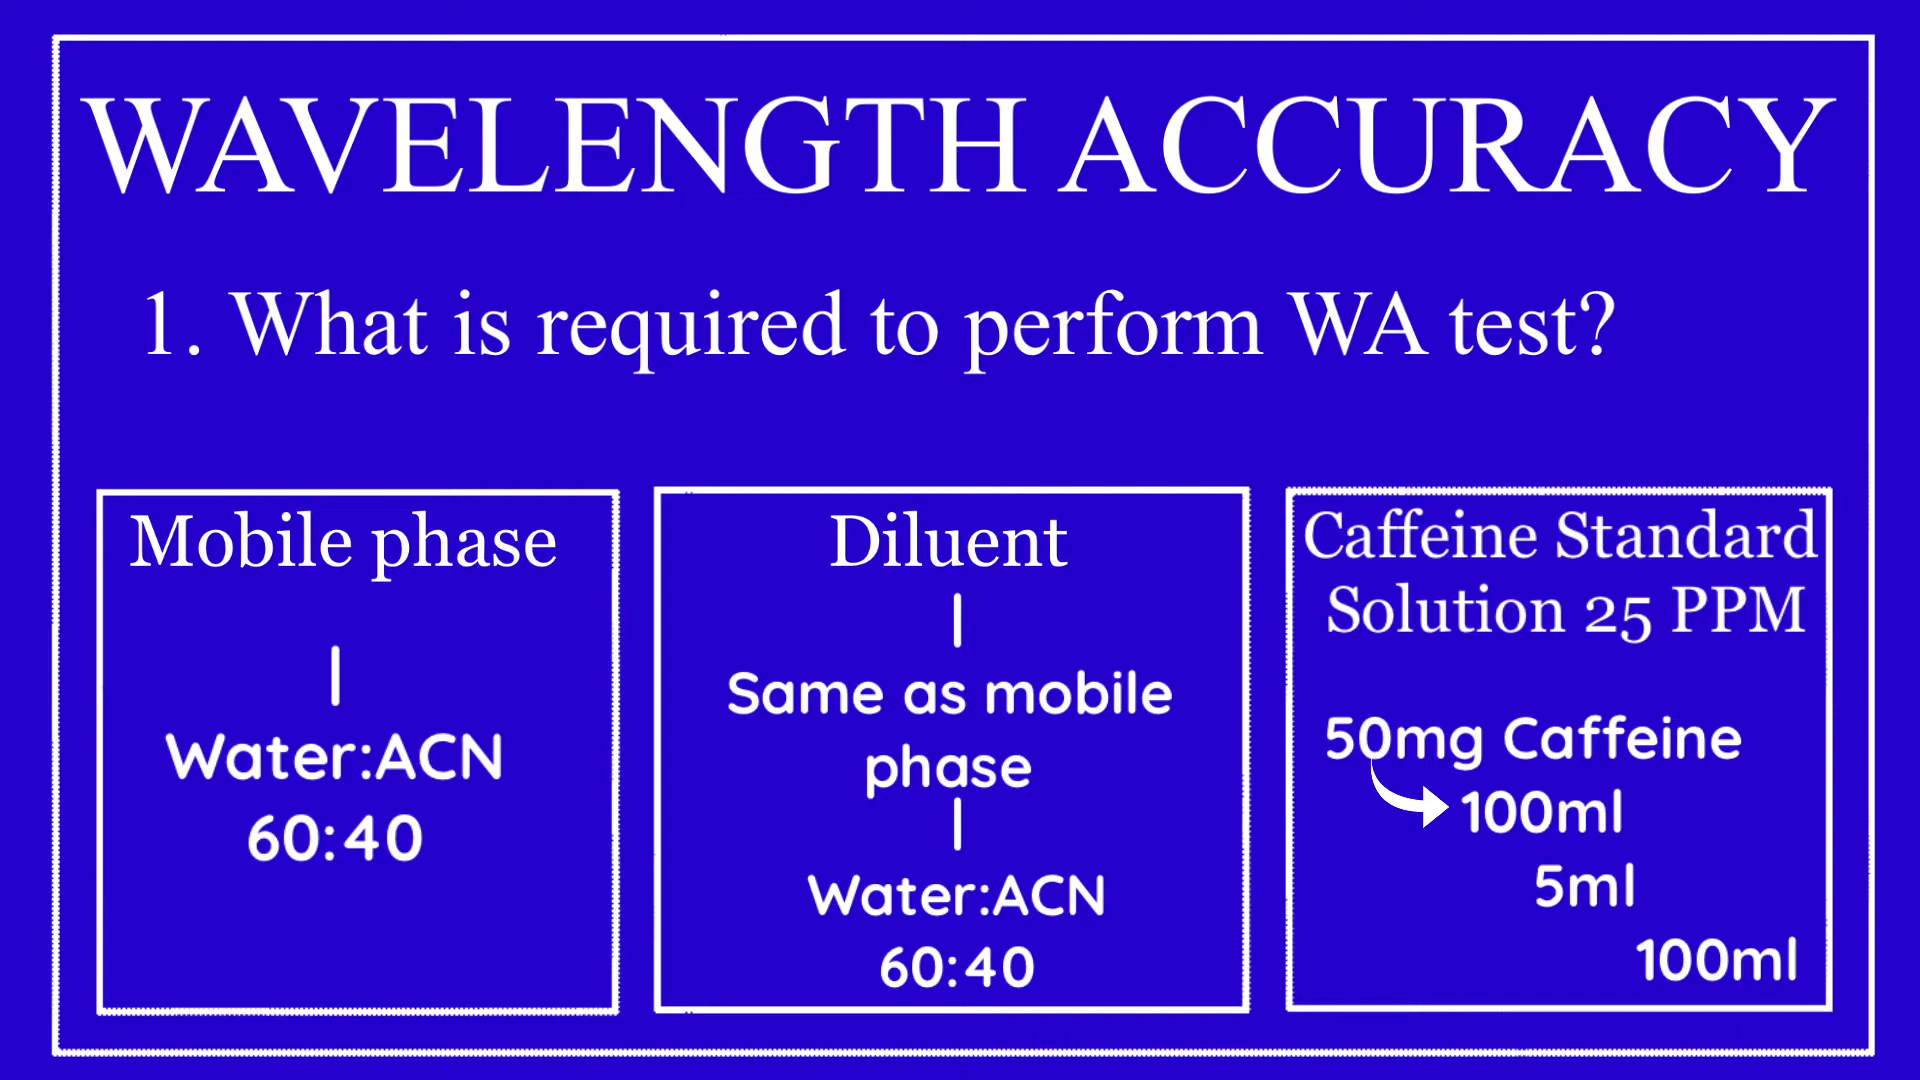 WAVELENGTH ACCURACY
1. What is required to perform WA test?
Mobile phase
Water:ACN
60:40
Diluent
Same as mobile
phase
Water:ACN
60:40
Caffeine Standard
Solution 25 PPM
50mg Caffeine
100ml
5ml
100ml